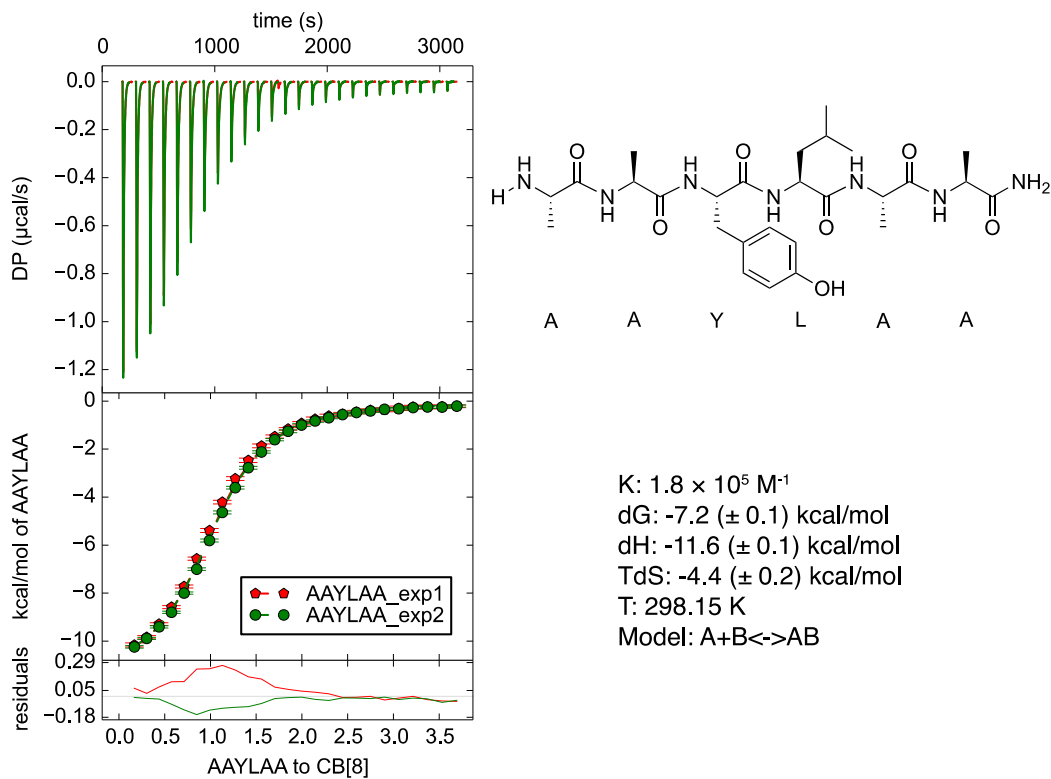 time (s)
0 1000 2000 3000
DP (μcal/s)
0.0
−0.2
−0.4
−0.6
−0.8
−1.0
−1.2
kcal/mol of AAYLAA
0
−2
−4
−6
−8
−10
AAYLAA_exp1
AAYLAA_exp2
residuals
0.29
0.05
−0.18
0.0 0.5 1.0 1.5 2.0 2.5 3.0 3.5
AAYLAA to CB[8]
O O O
H
N N N NH₂
H N N N
H O H O H O
OH
A A Y L A A
K: 1.8 × 10⁵ M⁻¹
dG: -7.2 (± 0.1) kcal/mol
dH: -11.6 (± 0.1) kcal/mol
TdS: -4.4 (± 0.2) kcal/mol
T: 298.15 K
Model: A+B<->AB